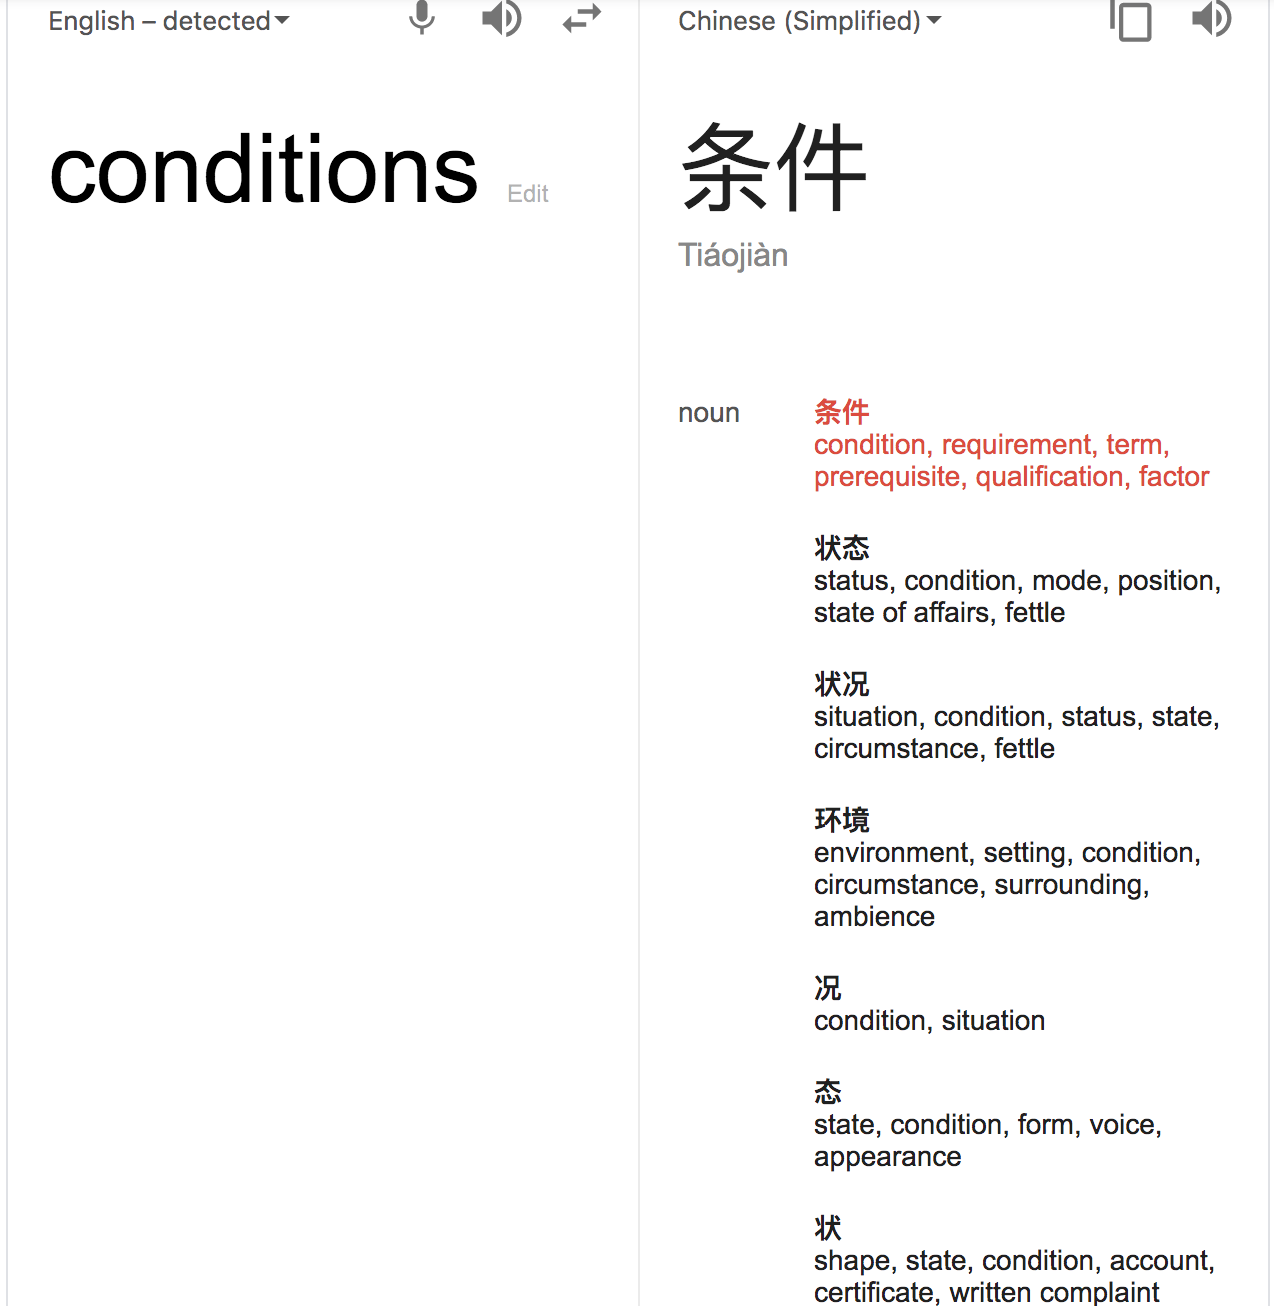 English – detected
Chinese (Simplified)
conditions
Edit
条件
Tiáojiàn
noun
条件
condition, requirement, term,
prerequisite, qualification, factor
状态
status, condition, mode, position,
state of affairs, fettle
状况
situation, condition, status, state,
circumstance, fettle
环境
environment, setting, condition,
circumstance, surrounding,
ambience
况
condition, situation
态
state, condition, form, voice,
appearance
状
shape, state, condition, account,
certificate, written complaint